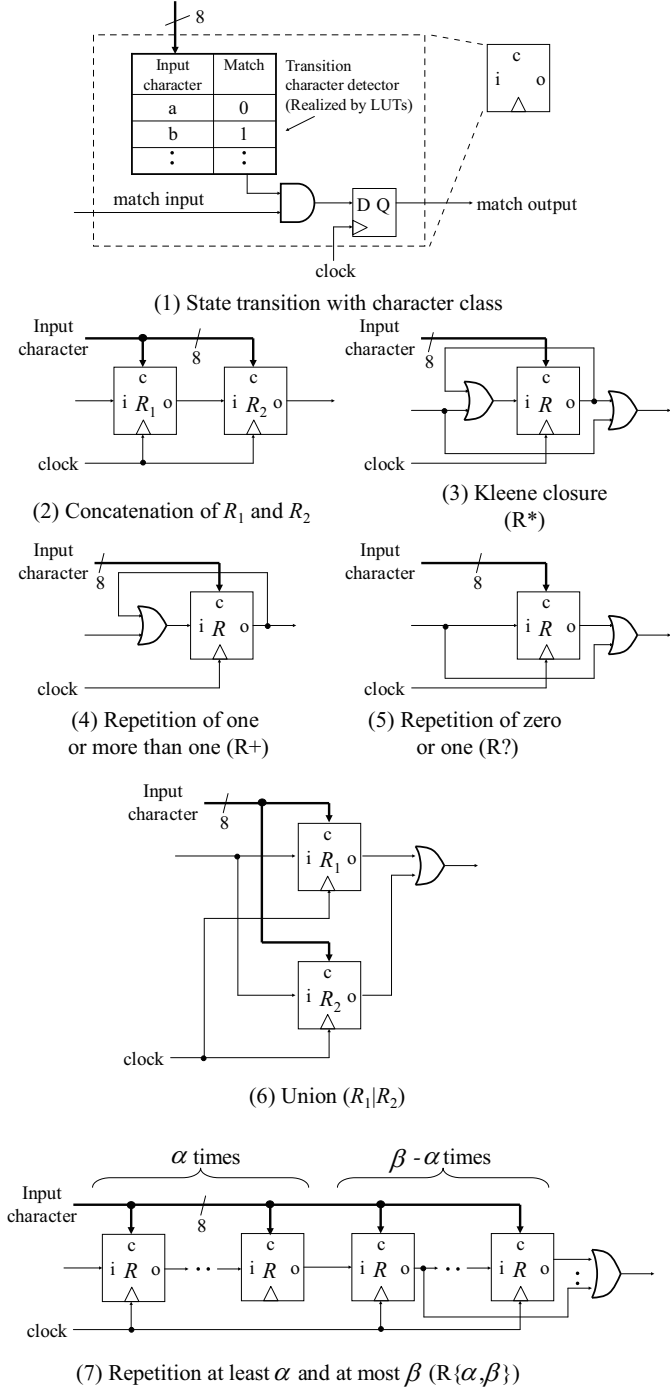 8
Input character
Match
a
0
b
1
⋮
⋮
Transition
character detector
(Realized by LUTs)
c
i
o
match input
D Q
match output
clock
(1) State transition with character class
Input
character
8
c
i R1 o
c
i R2 o
clock
(2) Concatenation of R1 and R2
Input
character
8
c
i R o
clock
(3) Kleene closure
(R*)
Input
character
8
c
i R o
clock
(4) Repetition of one
or more than one (R+)
Input
character
8
c
i R o
clock
(5) Repetition of zero
or one (R?)
Input
character
8
c
i R1 o
c
i R2 o
clock
(6) Union (R1|R2)
α times
β - α times
Input
character
8
c
i R o
··
c
i R o
c
i R o
··
c
i R o
:
clock
(7) Repetition at least α and at most β (R{α,β})